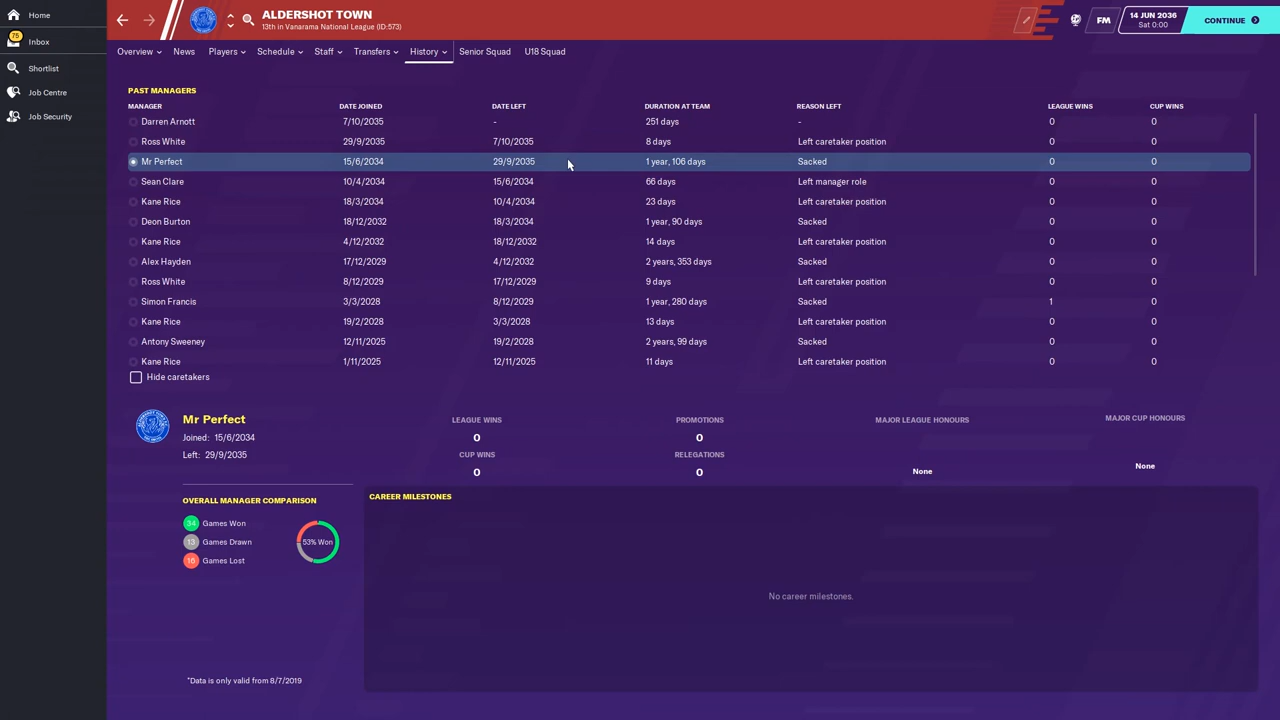 Home
75
Inbox
Shortlist
Job Centre
Job Security
ALDERSHOT TOWN
13th in Vanarama National League (ID:573)
FM
14 JUN 2036
Sat 0:00
CONTINUE
Overview News Players Schedule Staff Transfers History Senior Squad U18 Squad
PAST MANAGERS
MANAGER DATE JOINED DATE LEFT DURATION AT TEAM REASON LEFT LEAGUE WINS CUP WINS
Darren Arnott 7/10/2035 - 251 days - 0 0
Ross White 29/9/2035 7/10/2035 8 days Left caretaker position 0 0
Mr Perfect 15/6/2034 29/9/2035 1 year, 106 days Sacked 0 0
Sean Clare 10/4/2034 15/6/2034 66 days Left manager role 0 0
Kane Rice 18/3/2034 10/4/2034 23 days Left caretaker position 0 0
Deon Burton 18/12/2032 18/3/2034 1 year, 90 days Sacked 0 0
Kane Rice 4/12/2032 18/12/2032 14 days Left caretaker position 0 0
Alex Hayden 17/12/2029 4/12/2032 2 years, 353 days Sacked 0 0
Ross White 8/12/2029 17/12/2029 9 days Left caretaker position 0 0
Simon Francis 3/3/2028 8/12/2029 1 year, 280 days Sacked 1 0
Kane Rice 19/2/2028 3/3/2028 13 days Left caretaker position 0 0
Antony Sweeney 12/11/2025 19/2/2028 2 years, 99 days Sacked 0 0
Kane Rice 1/11/2025 12/11/2025 11 days Left caretaker position 0 0
Hide caretakers
Mr Perfect
Joined: 15/6/2034
Left: 29/9/2035
LEAGUE WINS PROMOTIONS MAJOR LEAGUE HONOURS MAJOR CUP HONOURS
0 0
CUP WINS RELEGATIONS
0 0 None None
OVERALL MANAGER COMPARISON
34 Games Won
13 Games Drawn
16 Games Lost
53% Won
CAREER MILESTONES
No career milestones.
*Data is only valid from 8/7/2019